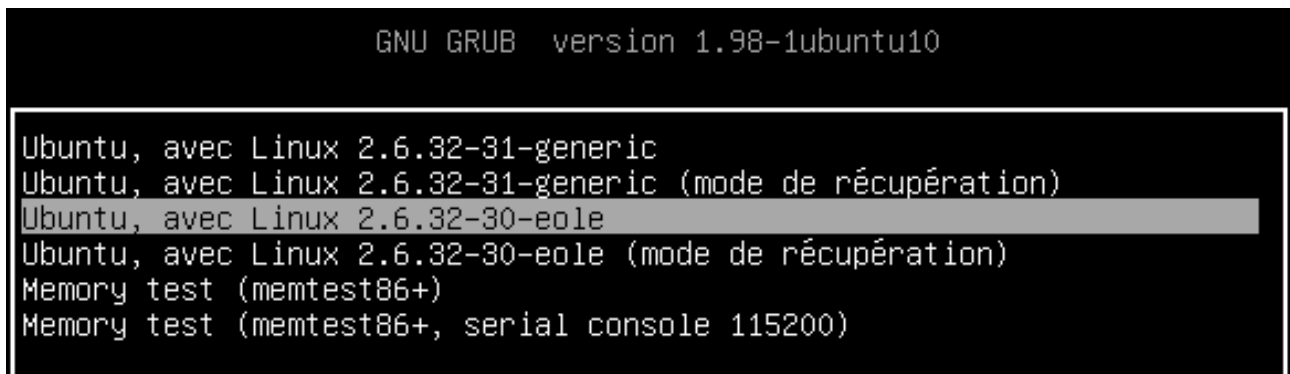 GNU GRUB  version 1.98-1ubuntu10
Ubuntu, avec Linux 2.6.32-31-generic
Ubuntu, avec Linux 2.6.32-31-generic (mode de récupération)
Ubuntu, avec Linux 2.6.32-30-eole
Ubuntu, avec Linux 2.6.32-30-eole (mode de récupération)
Memory test (memtest86+)
Memory test (memtest86+, serial console 115200)